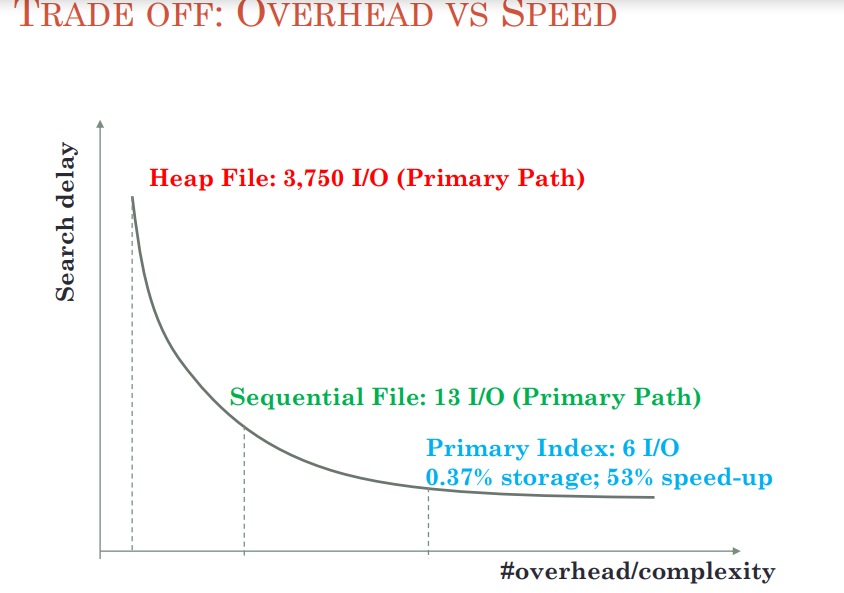 TRADE OFF: OVERHEAD VS SPEED
Search delay
Heap File: 3,750 I/O (Primary Path)
Sequential File: 13 I/O (Primary Path)
Primary Index: 6 I/O
0.37% storage; 53% speed-up
#overhead/complexity